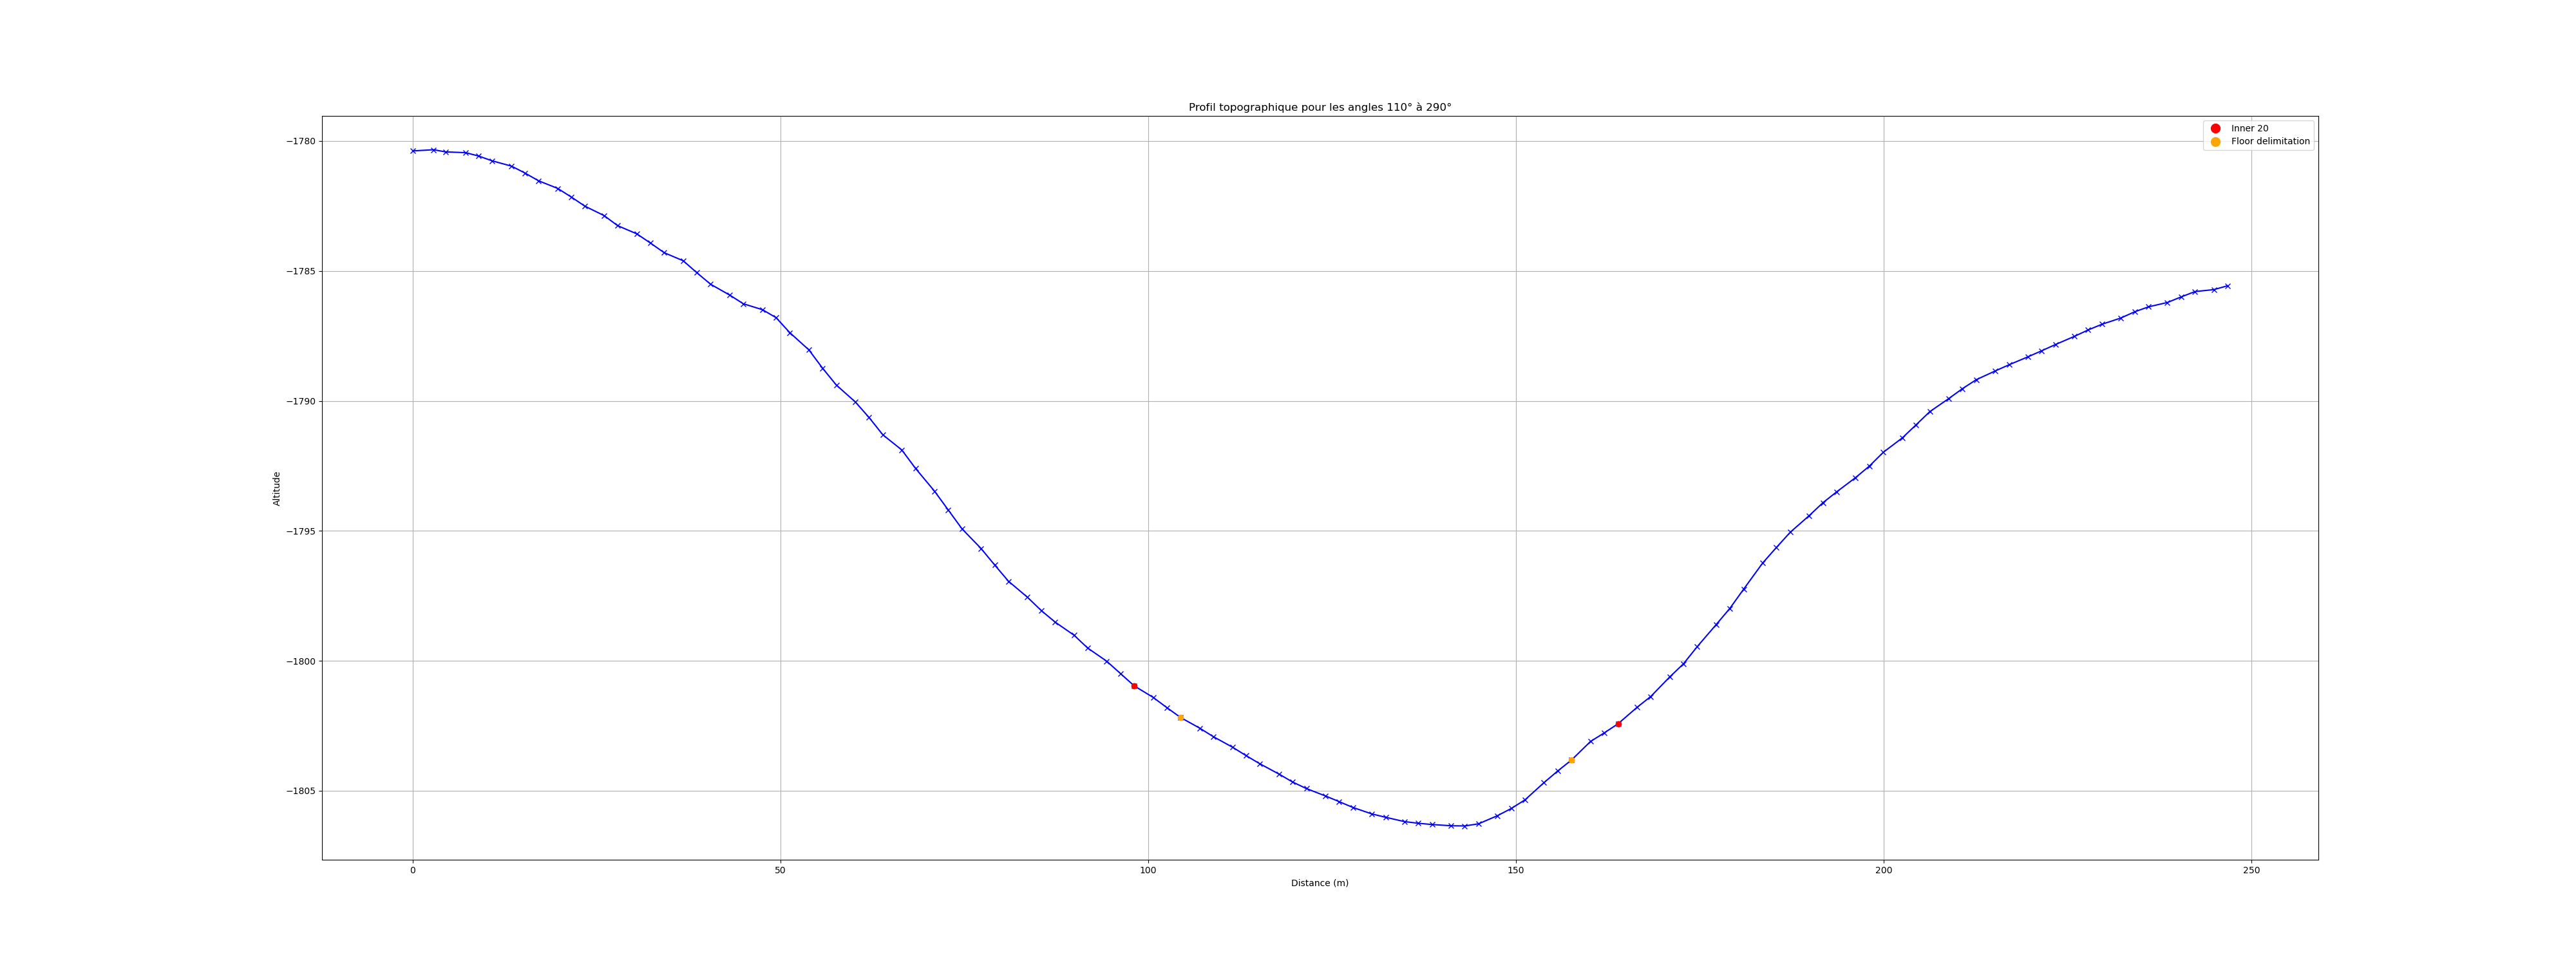 Profil topographique pour les angles 110° à 290°
Inner 20
Floor delimitation
−1780
−1785
−1790
−1795
−1800
−1805
Altitude
0 50 100 150 200 250
Distance (m)